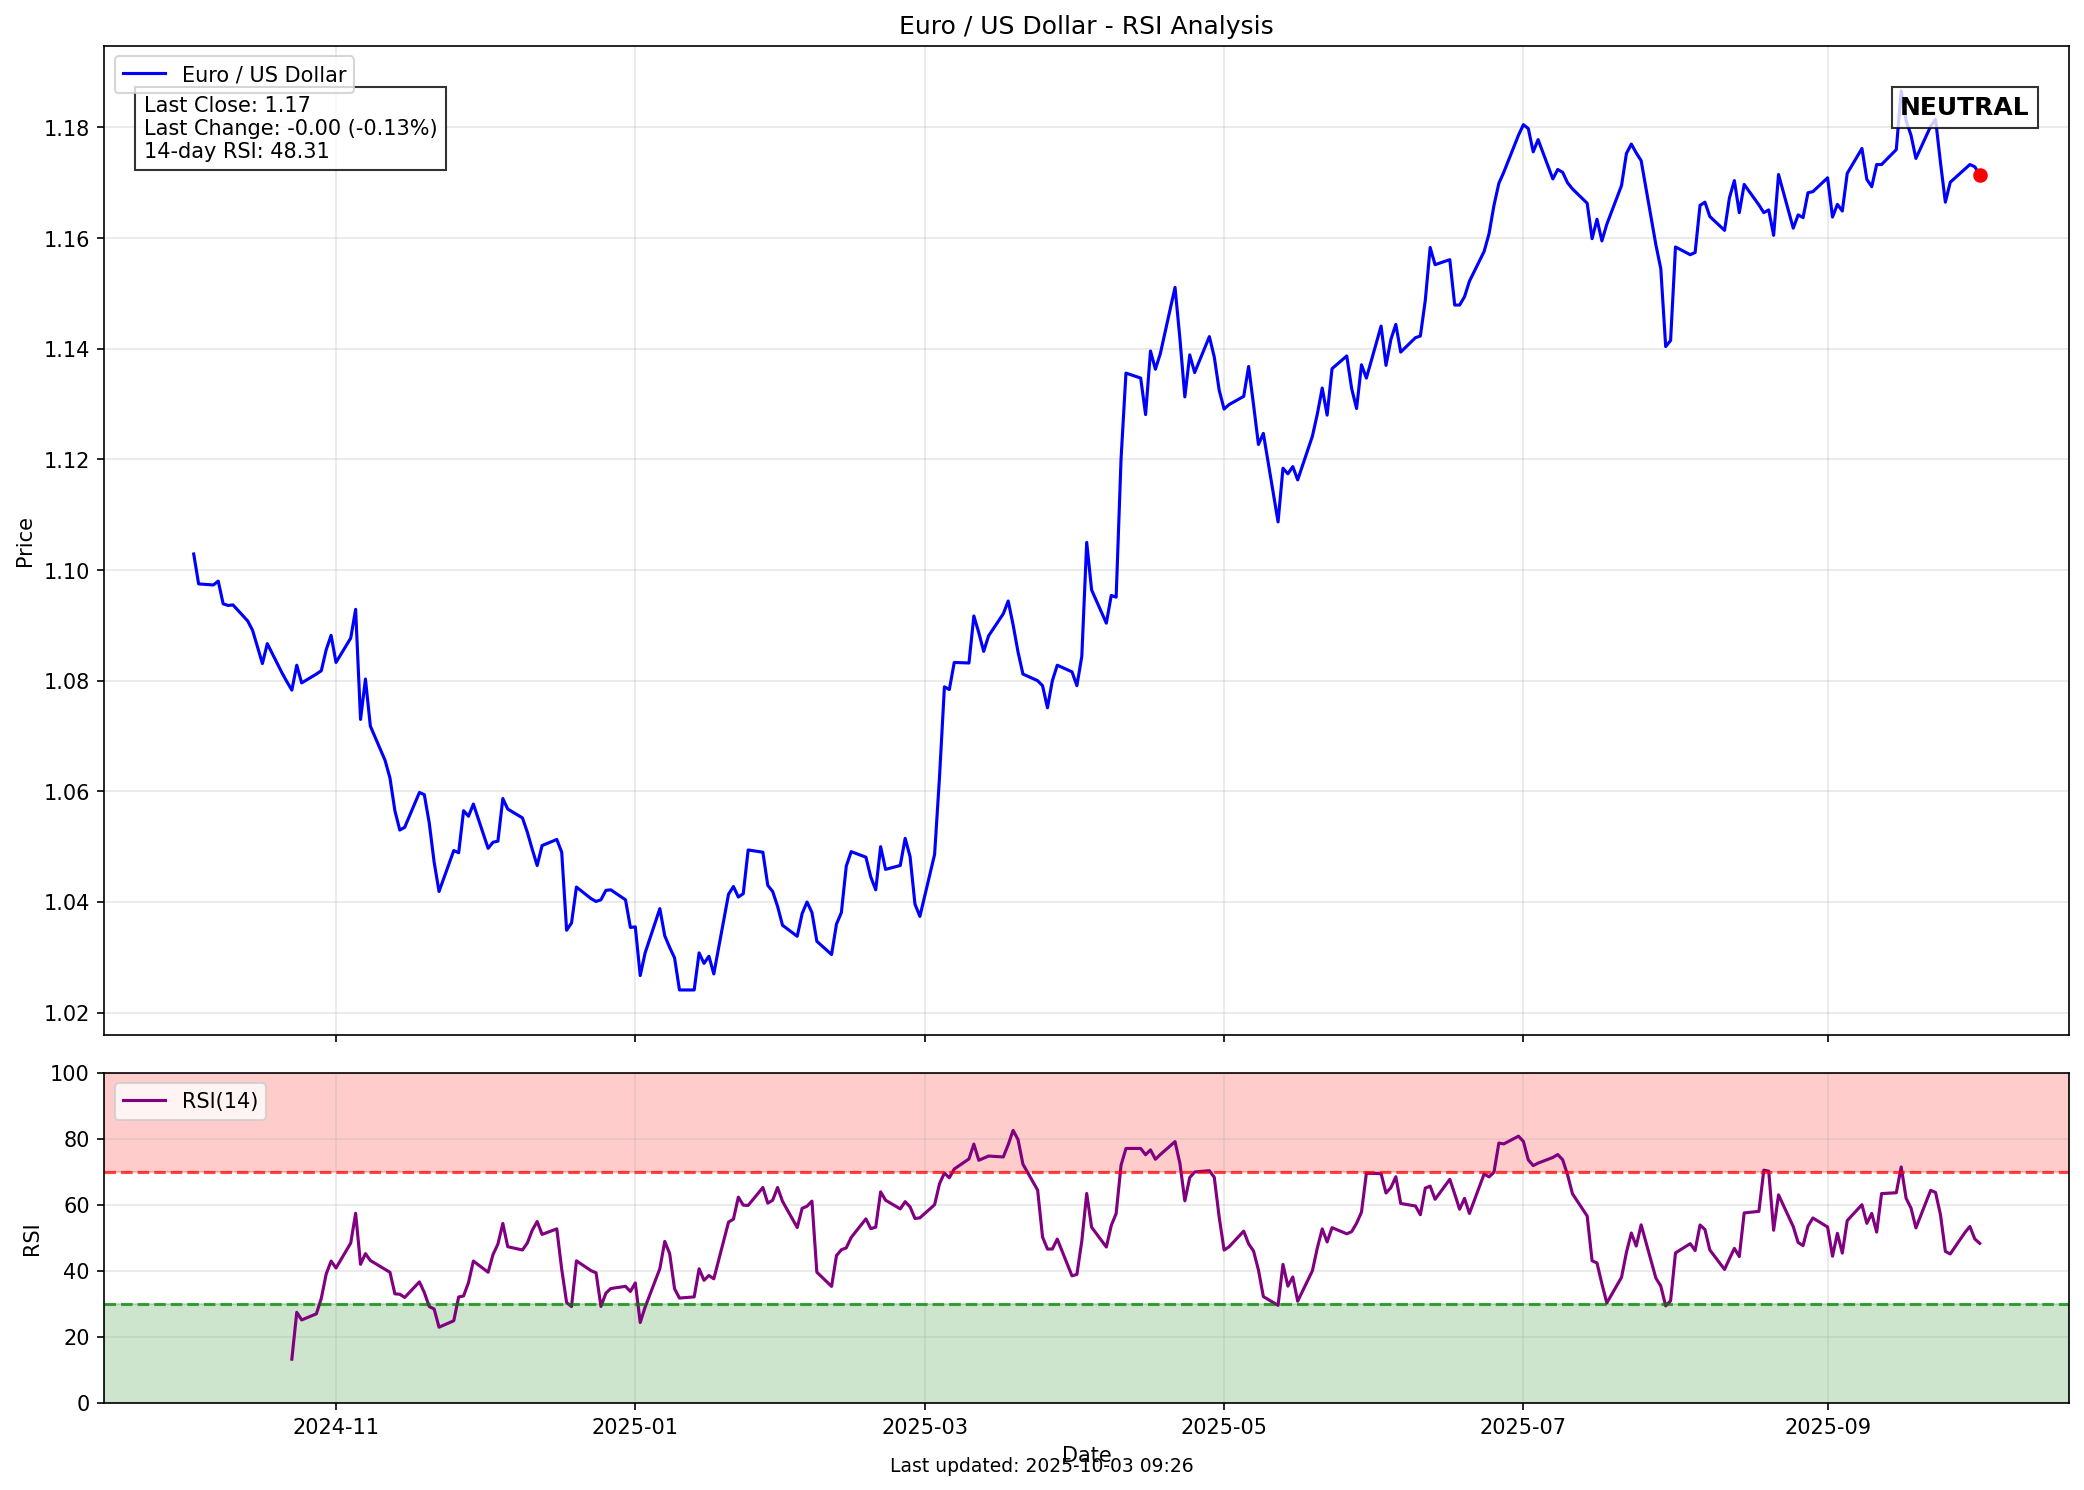 Euro / US Dollar - RSI Analysis
Euro / US Dollar
Last Close: 1.17
Last Change: -0.00 (-0.13%)
14-day RSI: 48.31
NEUTRAL
Price
1.18
1.16
1.14
1.12
1.10
1.08
1.06
1.04
1.02
RSI(14)
RSI
100
80
60
40
20
0
2024-11
2025-01
2025-03
2025-05
2025-07
2025-09
Date
Last updated: 2025-10-03 09:26